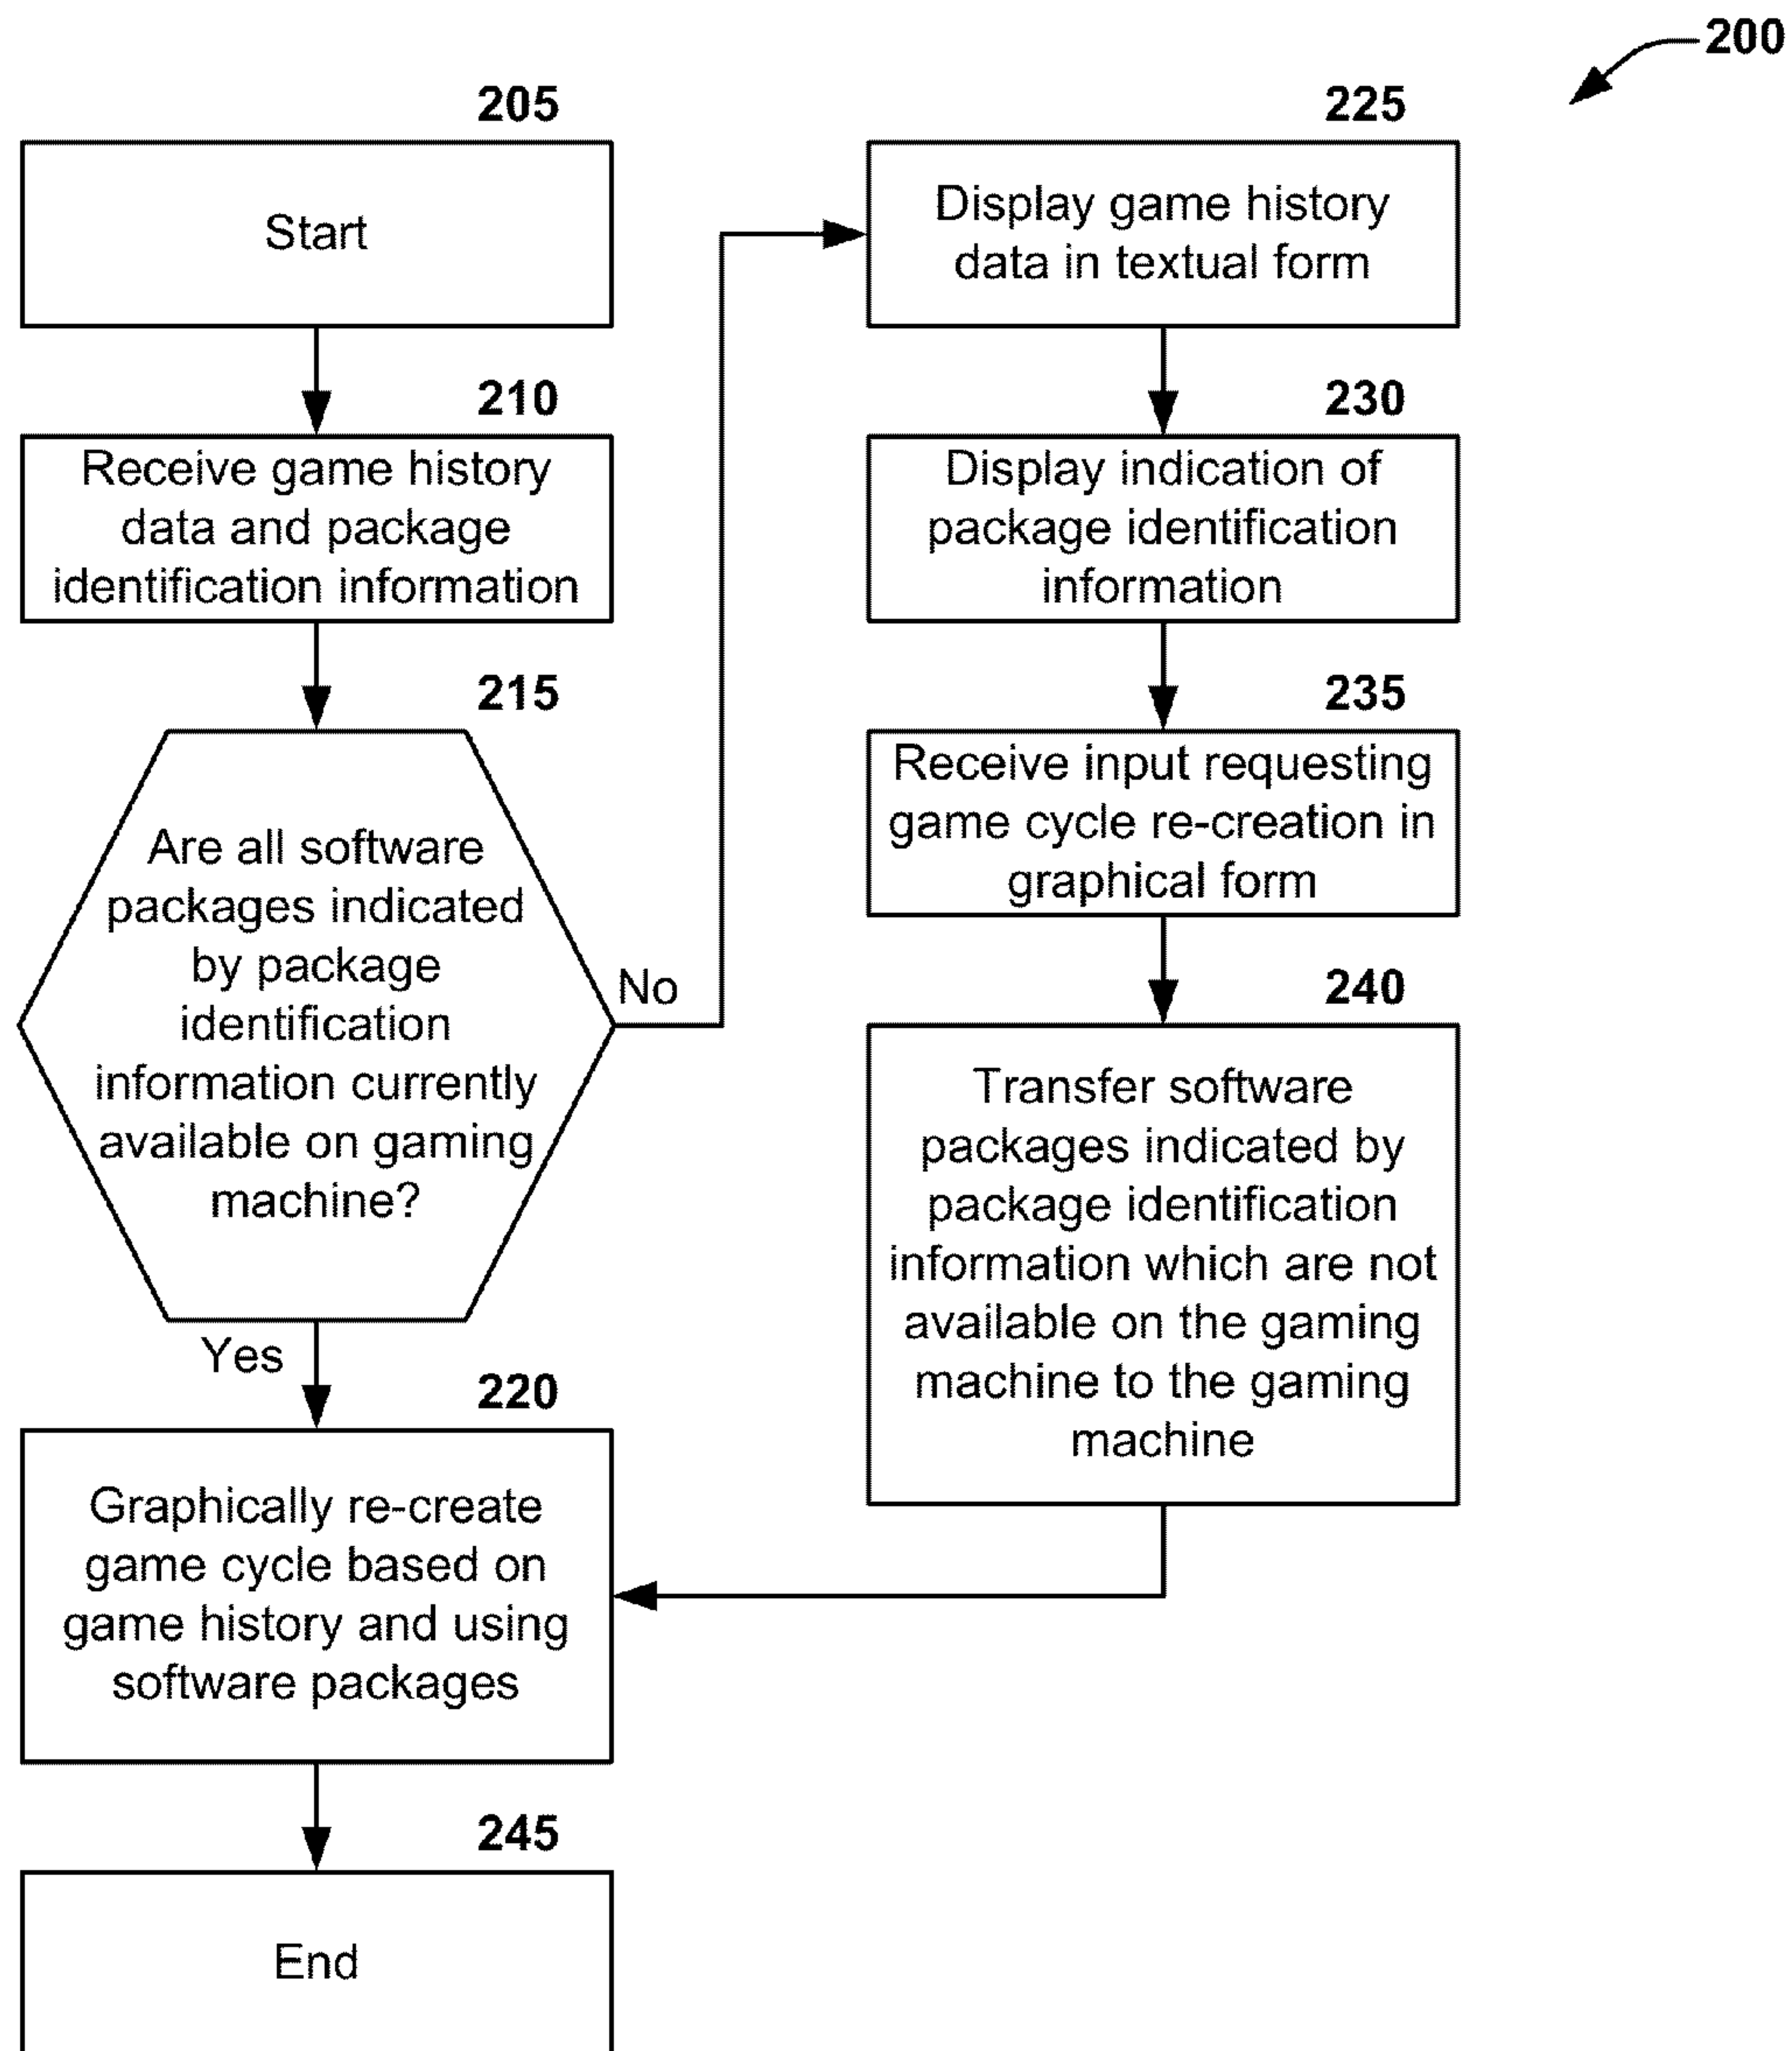 200
205
Start
210
Receive game history
data and package
identification information
215
Are all software
packages indicated
by package
identification
information currently
available on gaming
machine?
No
Yes
220
Graphically re-create
game cycle based on
game history and using
software packages
245
End
225
Display game history
data in textual form
230
Display indication of
package identification
information
235
Receive input requesting
game cycle re-creation in
graphical form
240
Transfer software
packages indicated by
package identification
information which are not
available on the gaming
machine to the gaming
machine